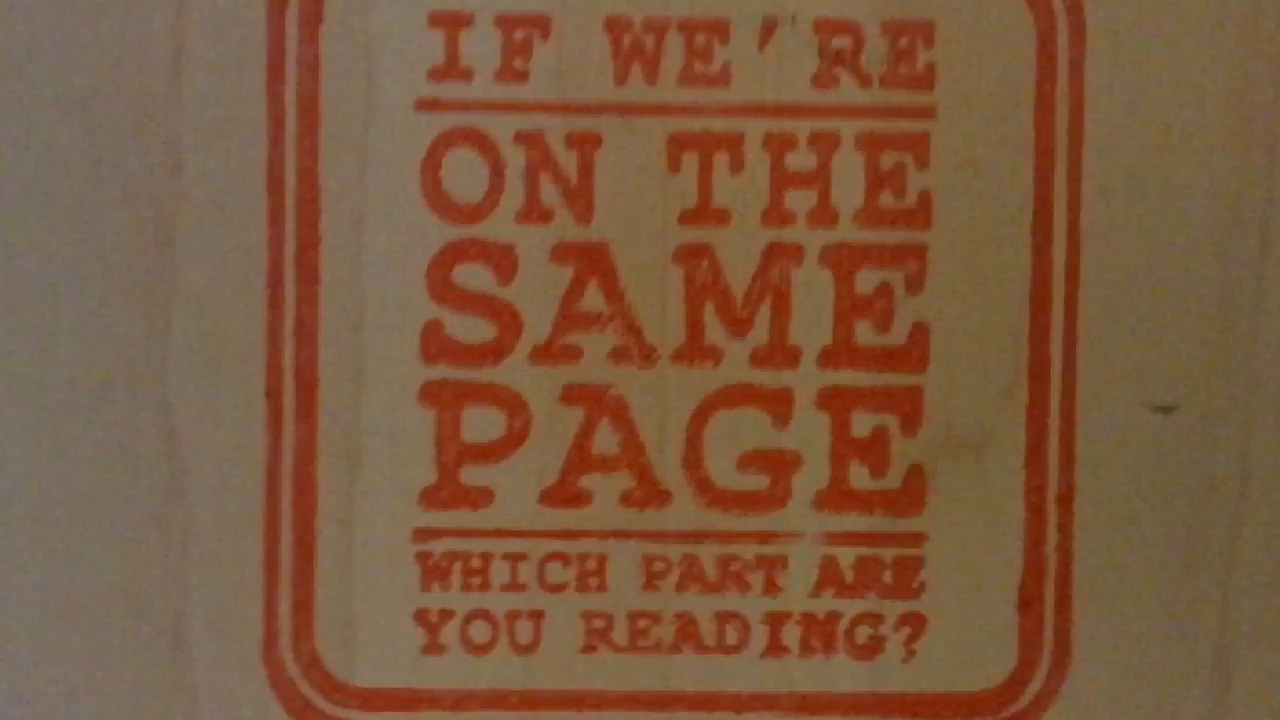 IF WE'RE
ON THE
SAME
PAGE
WHICH PART ARE
YOU READING?